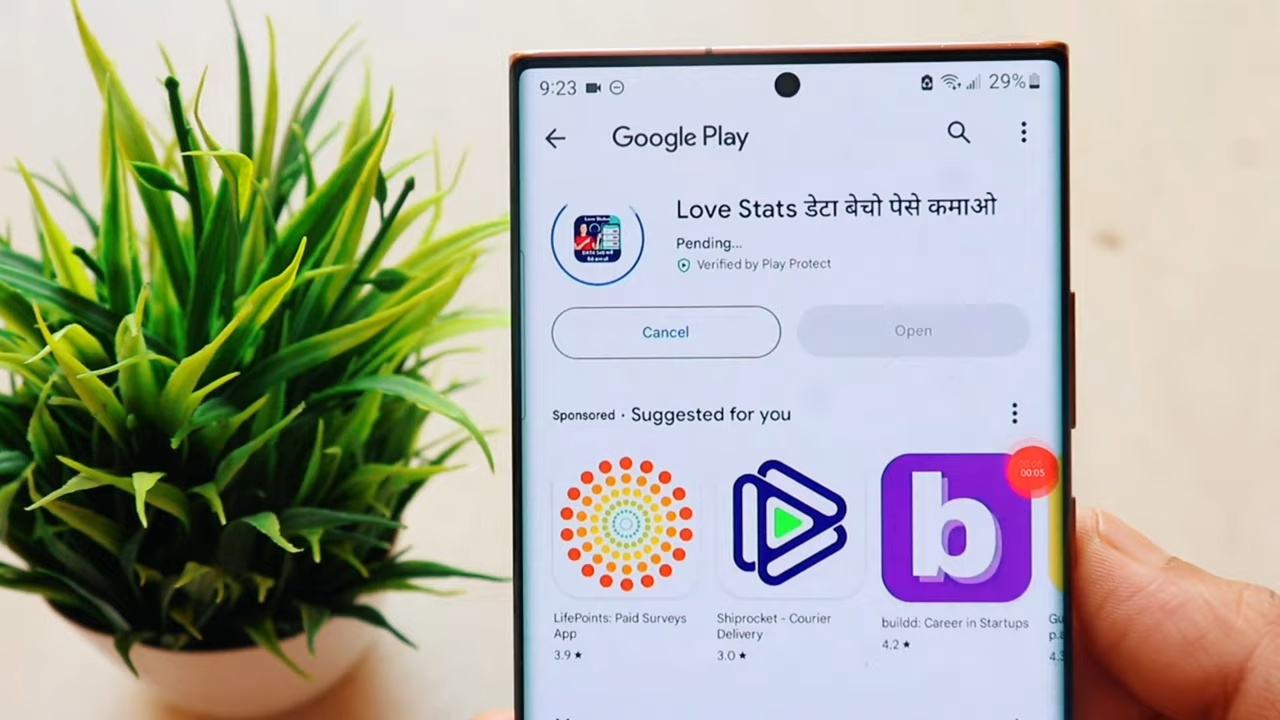 9:23
29%
Google Play
Love Stats डेटा बेचो पेसे कमाओ
Pending...
Verified by Play Protect
Cancel
Open
Sponsored · Suggested for you
00:05
b
LifePoints: Paid Surveys
App
3.9 ★
Shiprocket - Courier
Delivery
3.0 ★
buildd: Career in Startups
4.2 ★